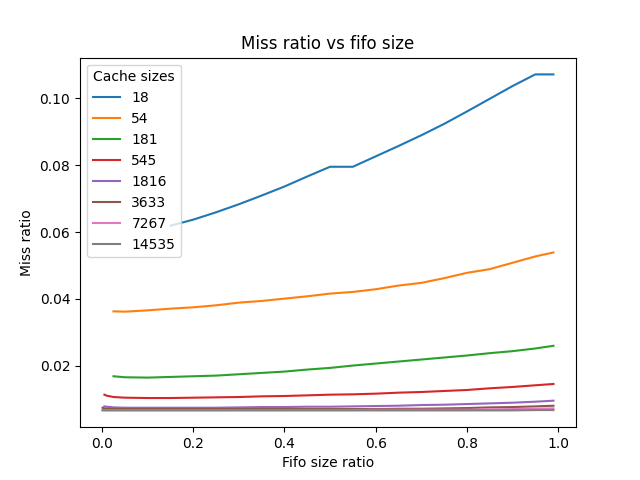 Miss ratio vs fifo size
Cache sizes
18
54
181
545
1816
3633
7267
14535
0.10
0.08
0.06
0.04
0.02
Miss ratio
0.0 0.2 0.4 0.6 0.8 1.0
Fifo size ratio